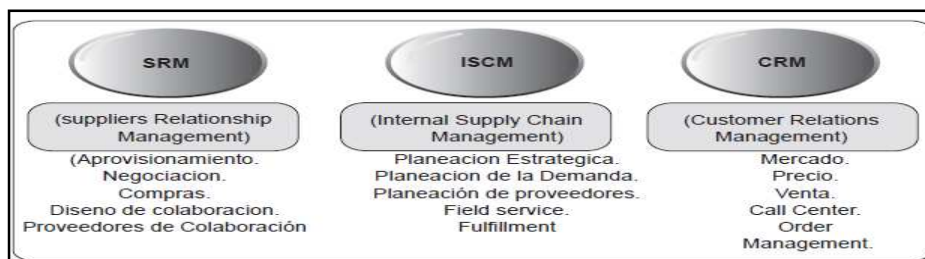 SRM
(suppliers Relationship
Management)
(Aprovisionamiento.
Negociacion.
Compras.
Diseno de colaboracion.
Proveedores de Colaboración
ISCM
(Internal Supply Chain
Management)
Planeacion Estrategica.
Planeacion de la Demanda.
Planeación de proveedores.
Field service.
Fulfillment
CRM
(Customer Relations
Management)
Mercado.
Precio.
Venta.
Call Center.
Order
Management.